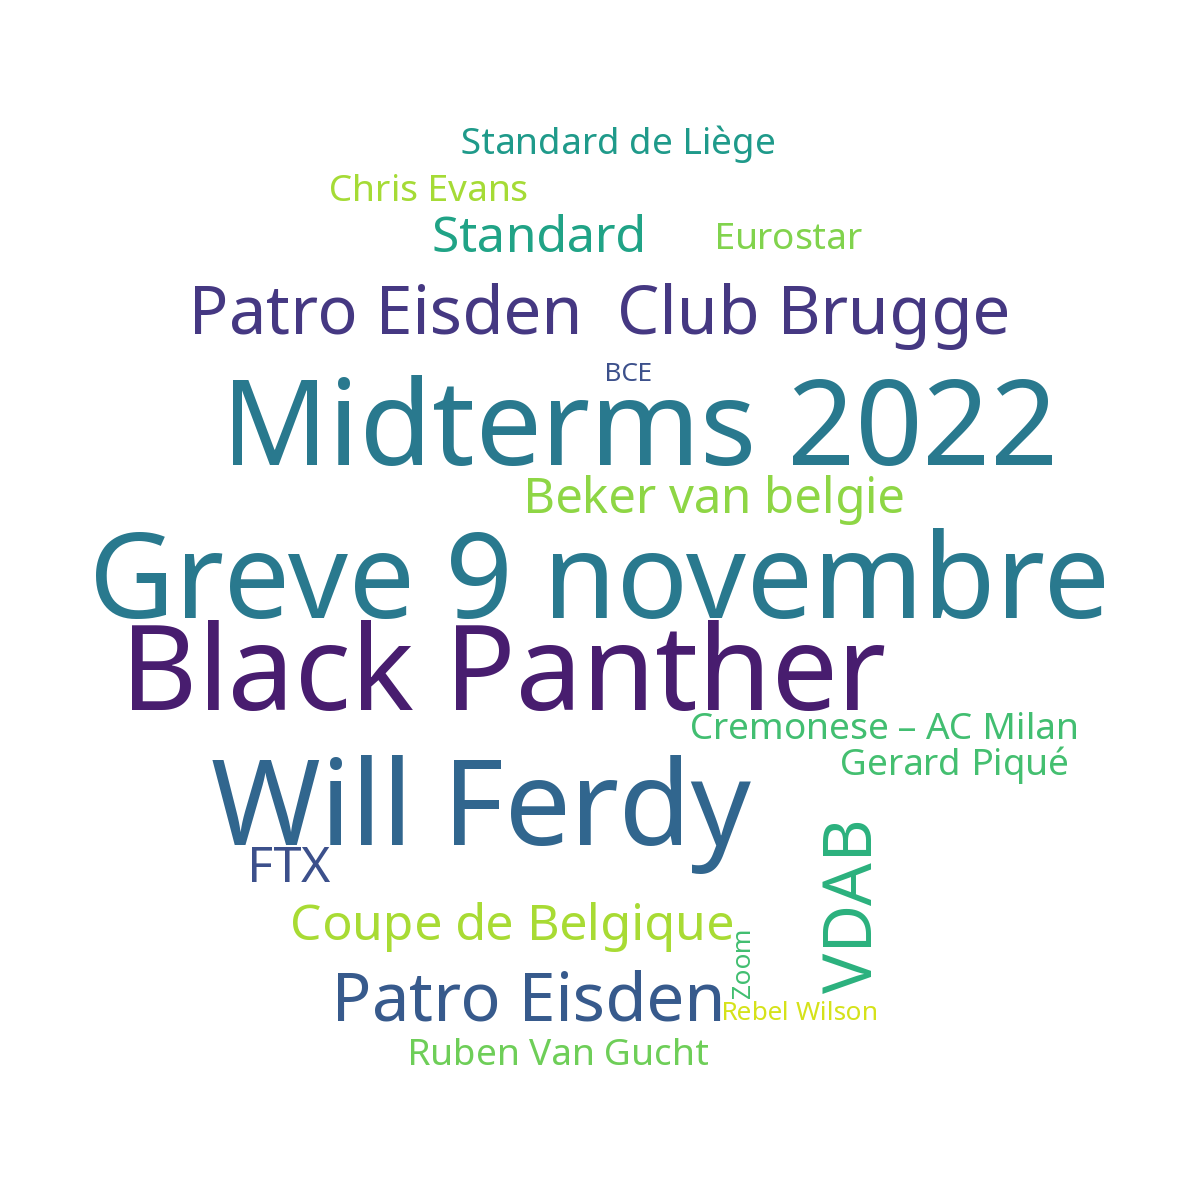 Standard de Liège
Chris Evans
Standard
Eurostar
Patro Eisden
Club Brugge
BCE
Midterms 2022
Beker van belgie
Greve 9 novembre
Black Panther
Cremonese – AC Milan
Gerard Piqué
Will Ferdy
VDAB
FTX
Coupe de Belgique
Zoom
Patro Eisden
Rebel Wilson
Ruben Van Gucht